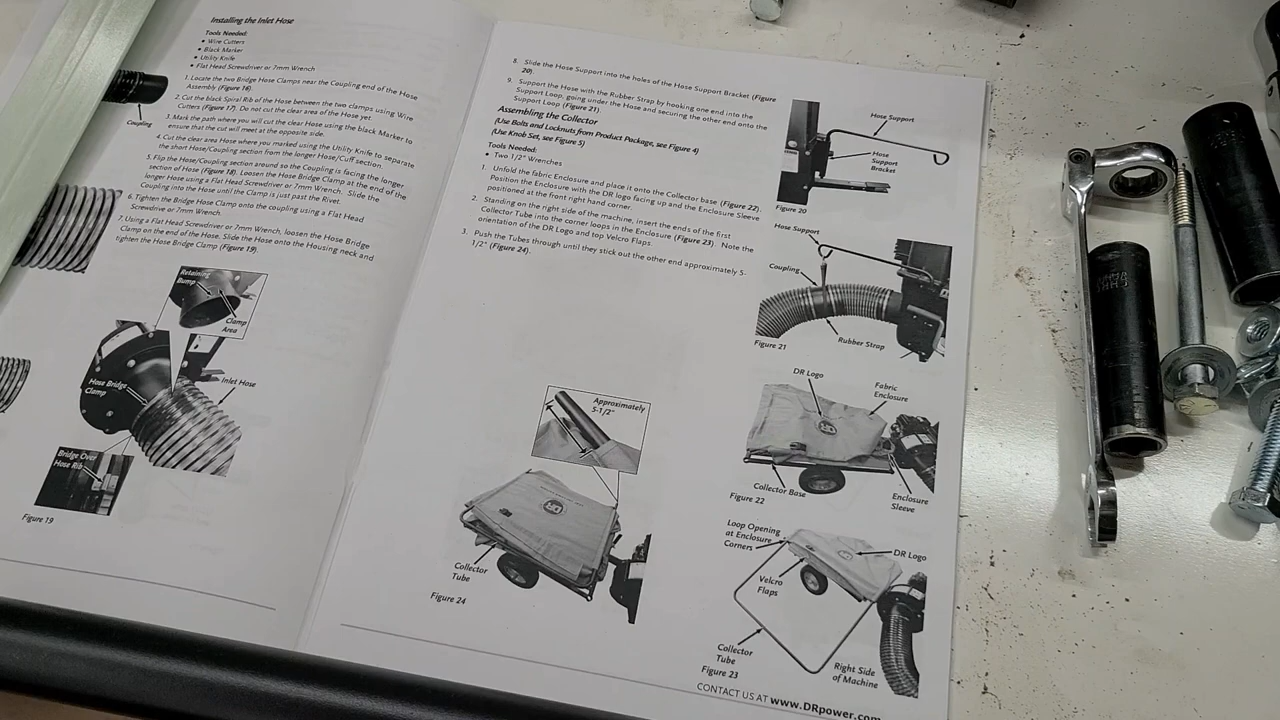 Installing the Inlet Hose
Tools Needed:
• Wire Cutters
• Black Marker
• Utility Knife
• Flat Head Screwdriver or 7mm Wrench
1. Locate the two Bridge Hose Clamps near the Coupling end of the Hose
Assembly (Figure 16).
2. Cut the black Spiral Rib of the Hose between the two clamps using Wire
Cutters (Figure 17). Do not cut the clear area of the Hose yet.
3. Mark the path where you will cut the clear Hose using the black Marker to
ensure that the cut will meet at the opposite side.
4. Cut the clear area Hose where you marked using the Utility Knife to separate
the short Hose/Coupling section from the longer Hose/Cuff section.
5. Flip the Hose/Coupling section around so the Coupling is facing the longer
section of Hose (Figure 18). Loosen the Hose Bridge Clamp at the end of the
longer Hose using a Flat Head Screwdriver or 7mm Wrench. Slide the
Coupling into the Hose until the Clamp is just past the Rivet.
6. Tighten the Bridge Hose Clamp onto the coupling using a Flat Head
Screwdriver or 7mm Wrench.
7. Using a Flat Head Screwdriver or 7mm Wrench, loosen the Hose Bridge
Clamp on the end of the Hose. Slide the Hose onto the Housing neck and
tighten the Hose Bridge Clamp (Figure 19).
Coupling
Retaining
Bump
Clamp
Area
Hose Bridge
Clamp
Inlet Hose
Bridge Over
Hose Rib
Figure 19
8. Slide the Hose Support into the holes of the Hose Support Bracket (Figure
20).
9. Support the Hose with the Rubber Strap by hooking one end into the
Support Loop, going under the Hose and securing the other end onto the
Support Loop (Figure 21)
Assembling the Collector
(Use Bolts and Locknuts from Product Package, see Figure 4)
(Use Knob Set, see Figure 5)
Tools Needed:
• Two 1/2" Wrenches
1. Unfold the fabric Enclosure and place it onto the Collector base (Figure 22).
Position the Enclosure with the DR logo facing up and the Enclosure Sleeve
positioned at the front right hand corner.
2. Standing on the right side of the machine, insert the ends of the first
Collector Tube into the corner loops in the Enclosure (Figure 23). Note the
orientation of the DR Logo and top Velcro Flaps.
3. Push the Tubes through until they stick out the other end approximately 5-
1/2" (Figure 24).
Hose Support
Hose
Support
Bracket
Figure 20
Hose Support
Coupling
Rubber Strap
Figure 21
DR Logo
Fabric
Enclosure
DR
Collector Base
Enclosure
Sleeve
Figure 22
Approximately
5-1/2"
DR
Collector
Tube
Figure 24
Loop Opening
at Enclosure
Corners
DR Logo
Velcro
Flaps
Collector
Tube
Right Side
of Machine
Figure 23
CONTACT US AT www.DRpower.com